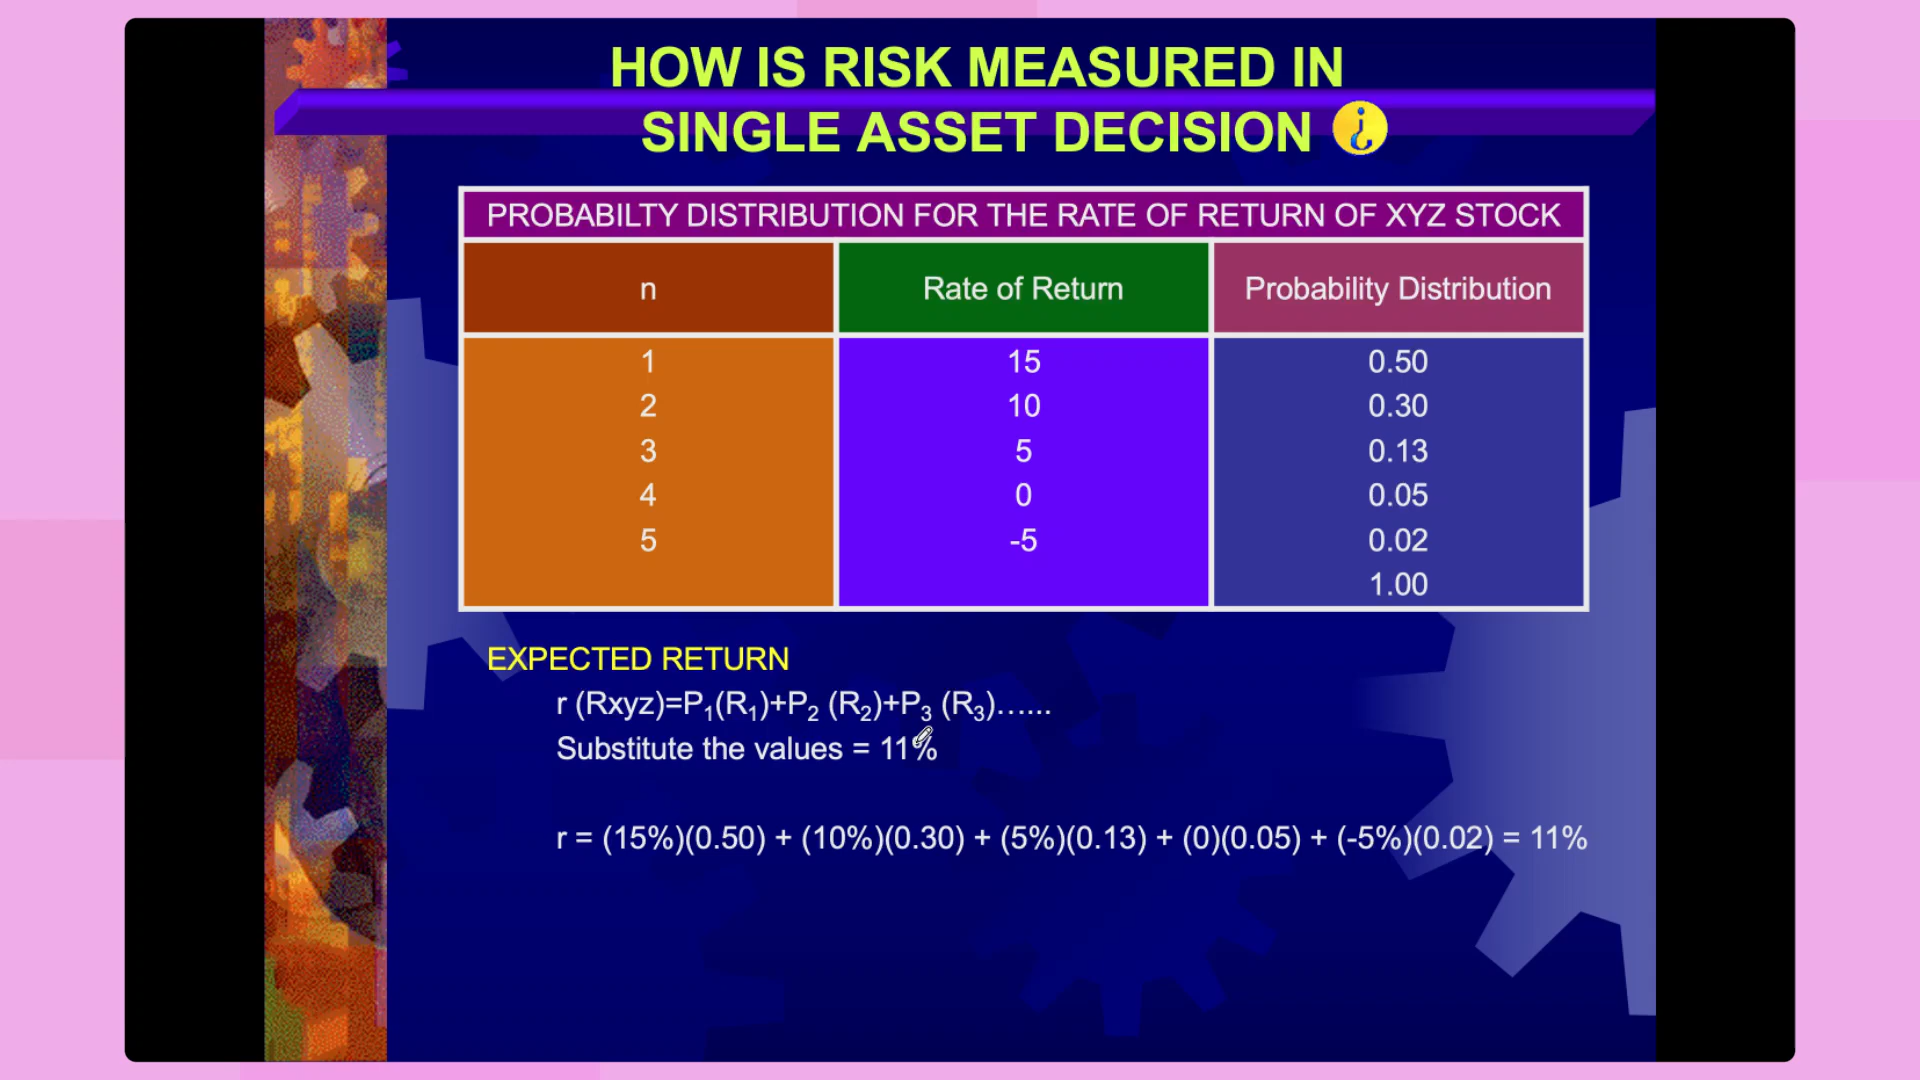 HOW IS RISK MEASURED IN
SINGLE ASSET DECISION ¿
PROBABILTY DISTRIBUTION FOR THE RATE OF RETURN OF XYZ STOCK
n Rate of Return Probability Distribution
1 15 0.50
2 10 0.30
3 5 0.13
4 0 0.05
5 -5 0.02
1.00
EXPECTED RETURN
r (Rxyz)=P₁(R₁)+P₂ (R₂)+P₃ (R₃)......
Substitute the values = 11%
r = (15%)(0.50) + (10%)(0.30) + (5%)(0.13) + (0)(0.05) + (-5%)(0.02) = 11%